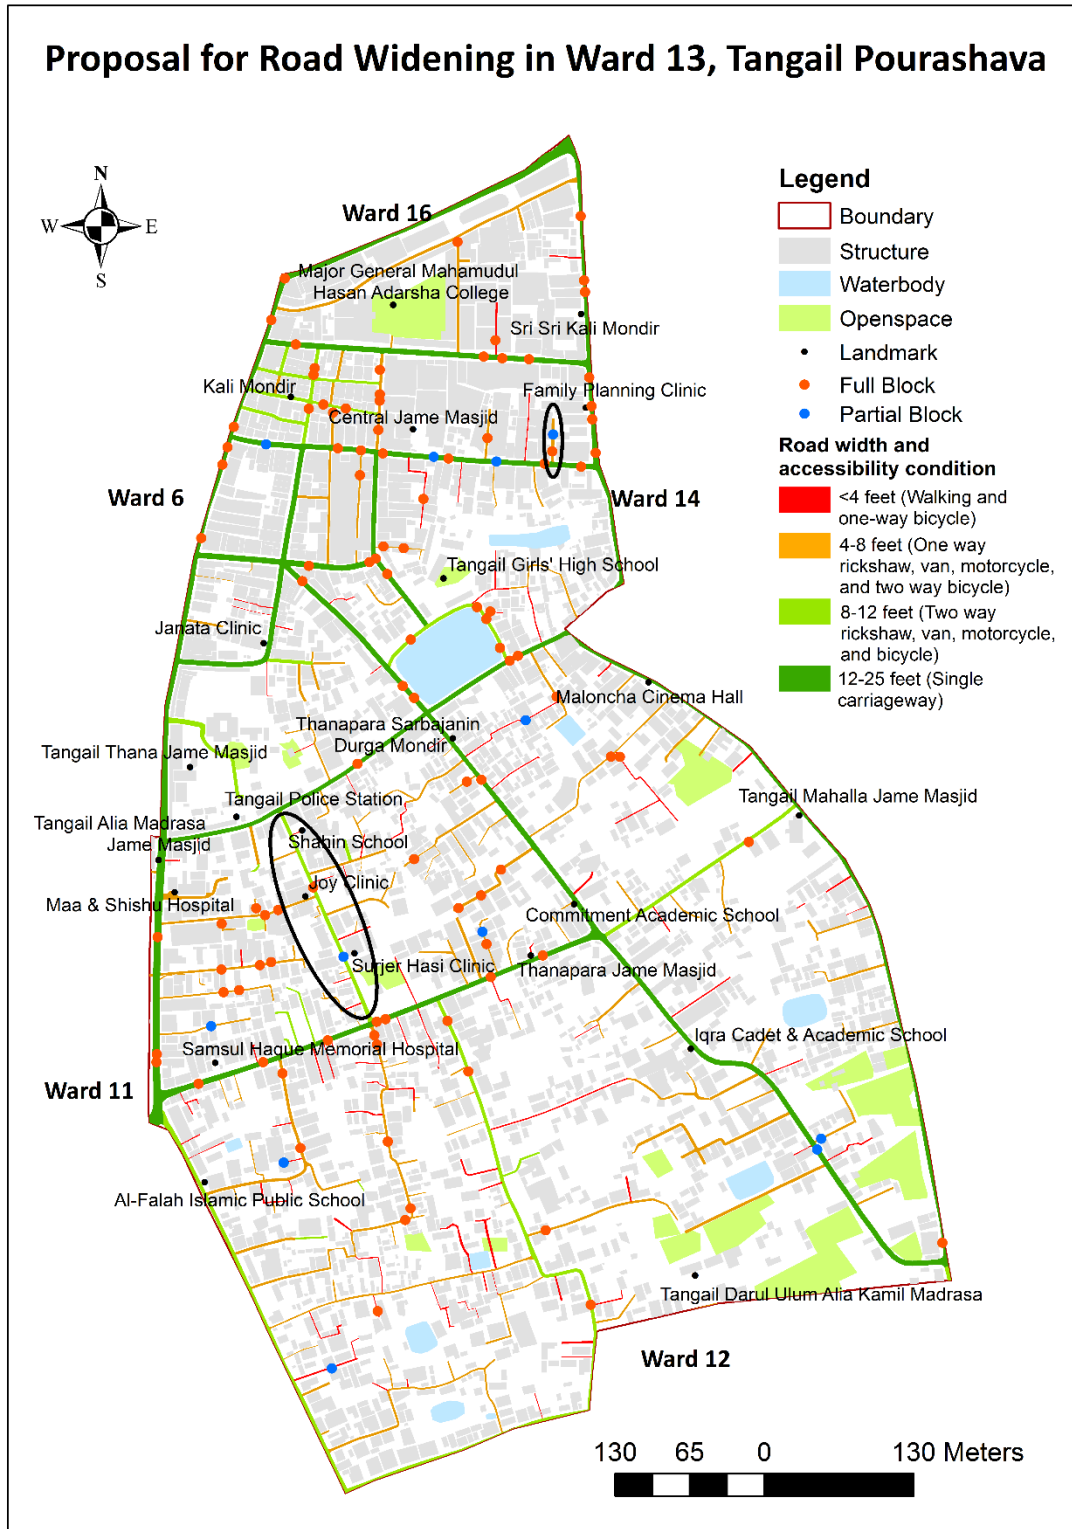 Proposal for Road Widening in Ward 13, Tangail Pourashava
N
W
E
S
Legend
Boundary
Structure
Waterbody
Openspace
Landmark
Full Block
Partial Block
Road width and
accessibility condition
<4 feet (Walking and
one-way bicycle)
4-8 feet (One way
rickshaw, van, motorcycle,
and two way bicycle)
8-12 feet (Two way
rickshaw, van, motorcycle,
and bicycle)
12-25 feet (Single
carriageway)
Ward 16
Major General Mahamudul
Hasan Adarsha College
Sri Sri Kali Mondir
Kali Mondir
Family Planning Clinic
Central Jame Masjid
Ward 6
Ward 14
Tangail Girls' High School
Janata Clinic
Maloncha Cinema Hall
Thanapara Sarbajanin
Durga Mondir
Tangail Thana Jame Masjid
Tangail Police Station
Tangail Mahalla Jame Masjid
Tangail Alia Madrasa
Jame Masjid
Shahin School
Joy Clinic
Maa & Shishu Hospital
Commitment Academic School
Surjer Hasi Clinic
Thanapara Jame Masjid
Iqra Cadet & Academic School
Samsul Haque Memorial Hospital
Ward 11
Al-Falah Islamic Public School
Tangail Darul Ulum Alia Kamil Madrasa
Ward 12
130 65 0 130 Meters